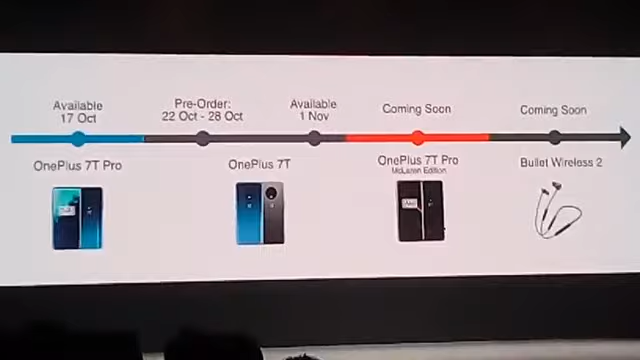 Available
17 Oct
Pre-Order:
22 Oct - 28 Oct
Available
1 Nov
Coming Soon
Coming Soon
OnePlus 7T Pro
OnePlus 7T
OnePlus 7T Pro
McLaren Edition
Bullet Wireless 2